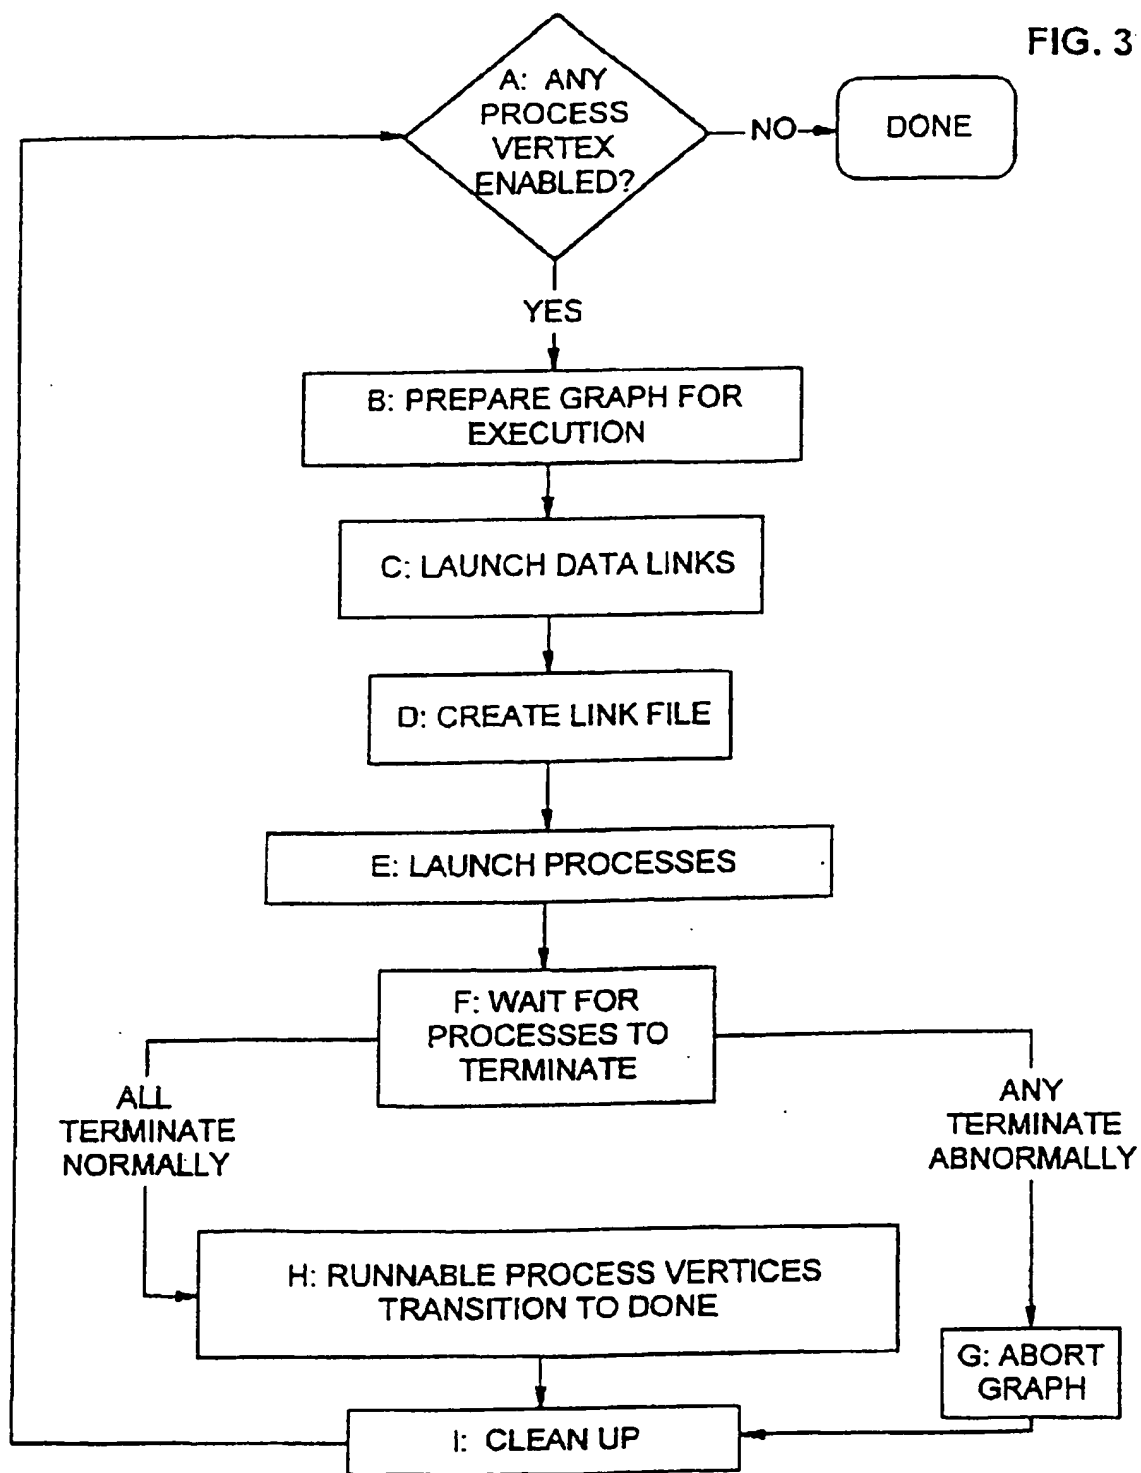 FIG. 3
A: ANY
PROCESS
VERTEX
ENABLED?
NO
DONE
YES
B: PREPARE GRAPH FOR
EXECUTION
C: LAUNCH DATA LINKS
D: CREATE LINK FILE
E: LAUNCH PROCESSES
F: WAIT FOR
PROCESSES TO
TERMINATE
ALL
TERMINATE
NORMALLY
ANY
TERMINATE
ABNORMALLY
H: RUNNABLE PROCESS VERTICES
TRANSITION TO DONE
G: ABORT
GRAPH
I: CLEAN UP